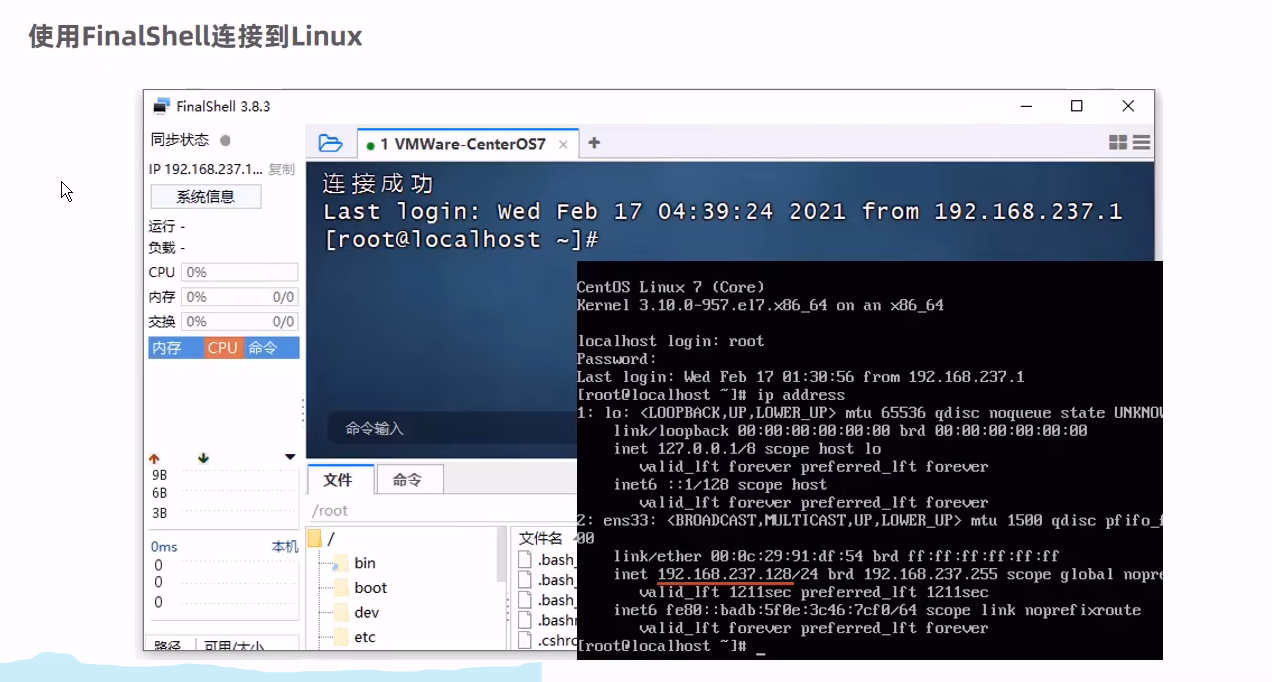 使用FinalShell连接到Linux
FinalShell 3.8.3
同步状态
IP 192.168.237.1... 复制
系统信息
运行 -
负载 -
CPU 0%
内存 0% 0/0
交换 0% 0/0
内存 CPU 命令
9B
6B
3B
0ms 本机
0
0
0
路径 可用/大小
1 VMWare-CenterOS7
连接成功
Last login: Wed Feb 17 04:39:24 2021 from 192.168.237.1
[root@localhost ~]#
命令输入
文件 命令
/root
/
bin
boot
dev
etc
文件名
.bash_
.bash_
.bash_
.bashr
.cshrc
CentOS Linux 7 (Core)
Kernel 3.10.0-957.el7.x86_64 on an x86_64
localhost login: root
Password:
Last login: Wed Feb 17 01:30:56 from 192.168.237.1
[root@localhost ~]# ip address
1: lo: <LOOPBACK,UP,LOWER_UP> mtu 65536 qdisc noqueue state UNKNOW
link/loopback 00:00:00:00:00:00 brd 00:00:00:00:00:00
inet 127.0.0.1/8 scope host lo
valid_lft forever preferred_lft forever
inet6 ::1/128 scope host
valid_lft forever preferred_lft forever
2: ens33: <BROADCAST,MULTICAST,UP,LOWER_UP> mtu 1500 qdisc pfifo_f
00
link/ether 00:0c:29:91:df:54 brd ff:ff:ff:ff:ff:ff
inet 192.168.237.128/24 brd 192.168.237.255 scope global nopre
valid_lft 1211sec preferred_lft 1211sec
inet6 fe80::badb:5f0e:3c46:7cf0/64 scope link noprefixroute
valid_lft forever preferred_lft forever
[root@localhost ~]# _